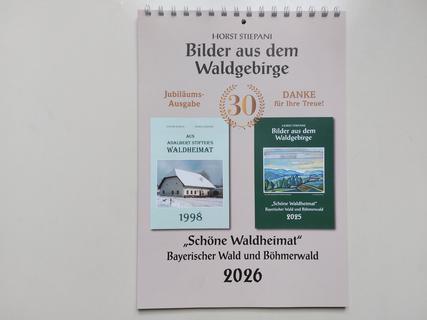 HORST STIEPANI
Bilder aus dem
Waldgebirge
Jubiläums-
Ausgabe
30
DANKE
für Ihre Treue!
AUS
ADALBERT STIFTER'S
WALDHEIMAT
1998
Bilder aus dem
Waldgebirge
„Schöne Waldheimat"
Bayerischer Wald und Böhmerwald
2025
„Schöne Waldheimat"
Bayerischer Wald und Böhmerwald
2026